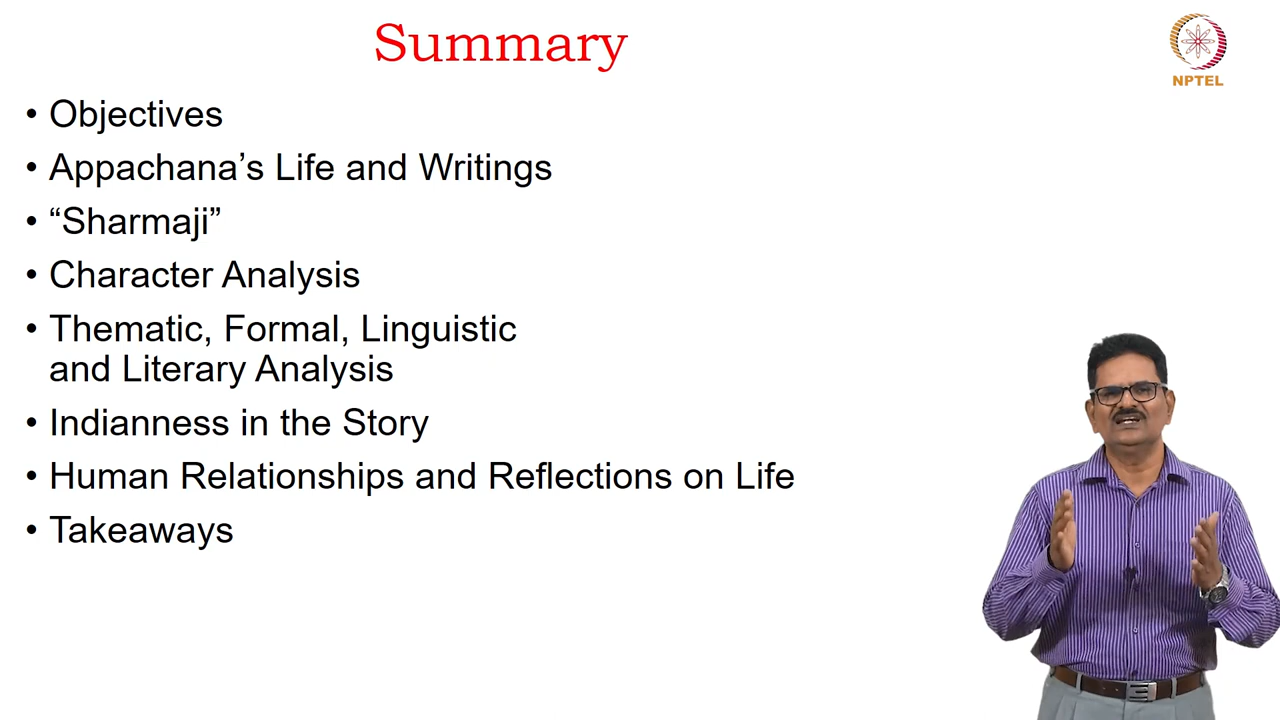 Summary
NPTEL
• Objectives
• Appachana’s Life and Writings
• “Sharmaji”
• Character Analysis
• Thematic, Formal, Linguistic
and Literary Analysis
• Indianness in the Story
• Human Relationships and Reflections on Life
• Takeaways